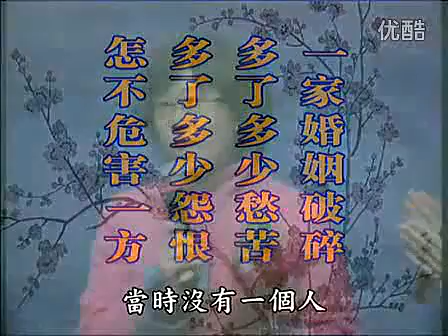 优酷
一家婚姻破碎
多了多少愁苦
多了多少怨恨
怎不危害一方
當時沒有一個人